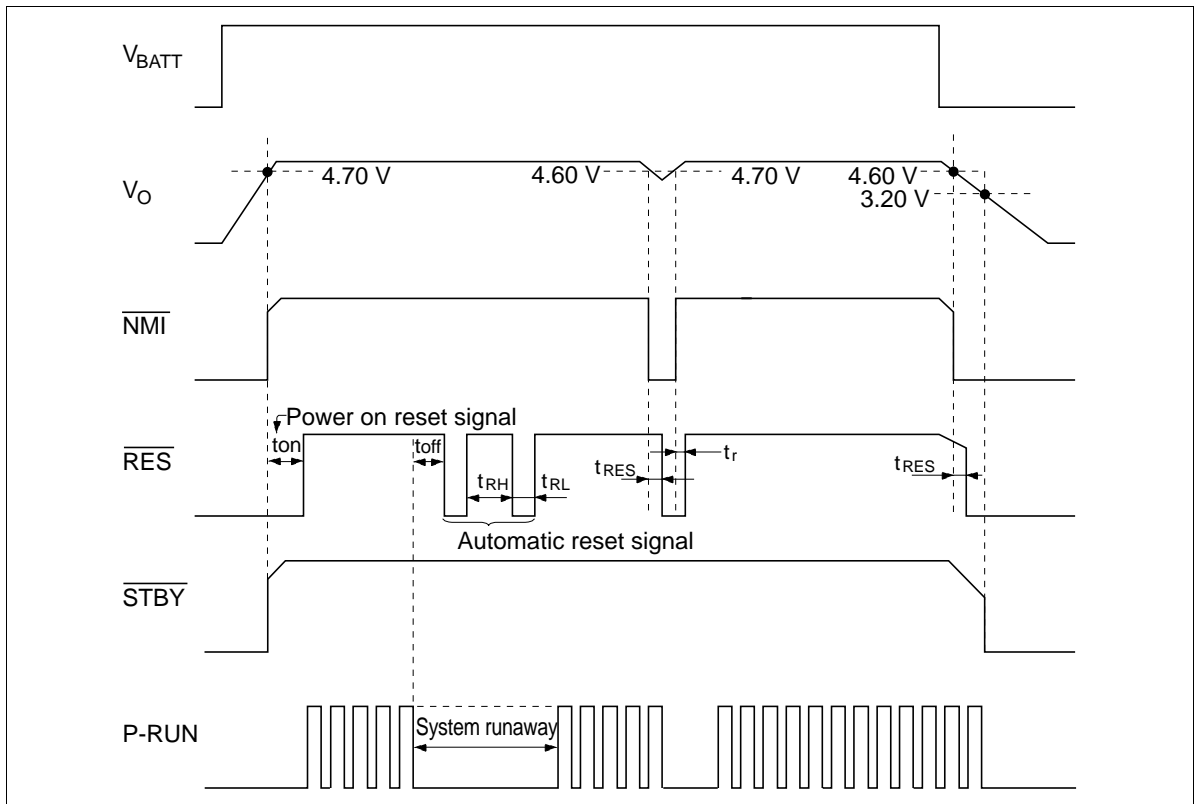 VBATT
VO
4.70 V
4.60 V
4.70 V
4.60 V
3.20 V
NMI
Power on reset signal
RES
ton
toff
tRH
tRL
tRES
tr
tRES
Automatic reset signal
STBY
P-RUN
System runaway